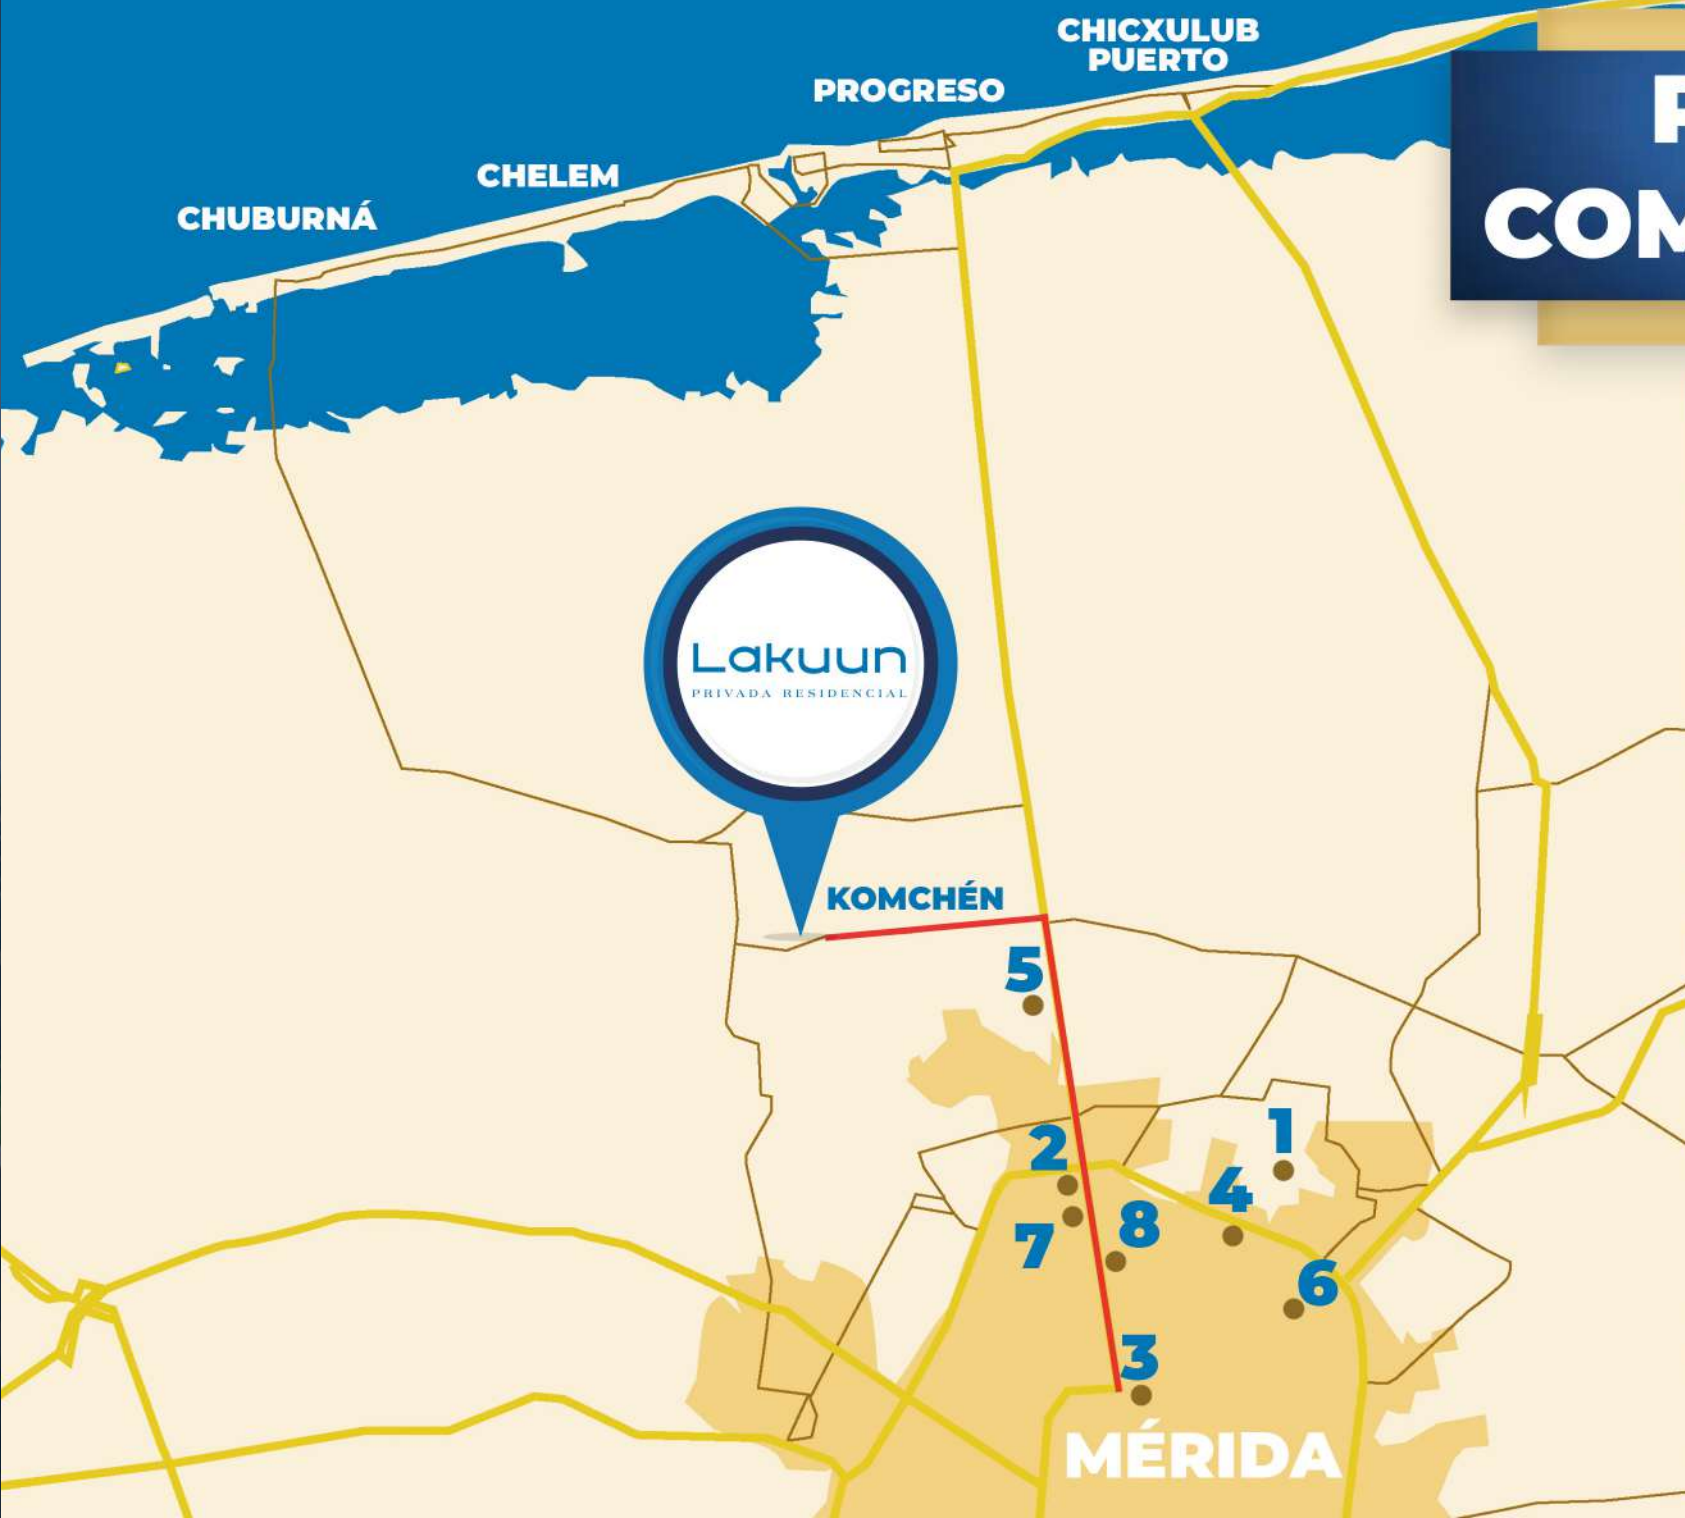 CHICXULUB
PUERTO
PROGRESO
CHELEM
CHUBURNÁ
COM
Lakuun
PRIVADA RESIDENCIAL
KOMCHÉN
5
1
2
4
7
8
6
3
MÉRIDA